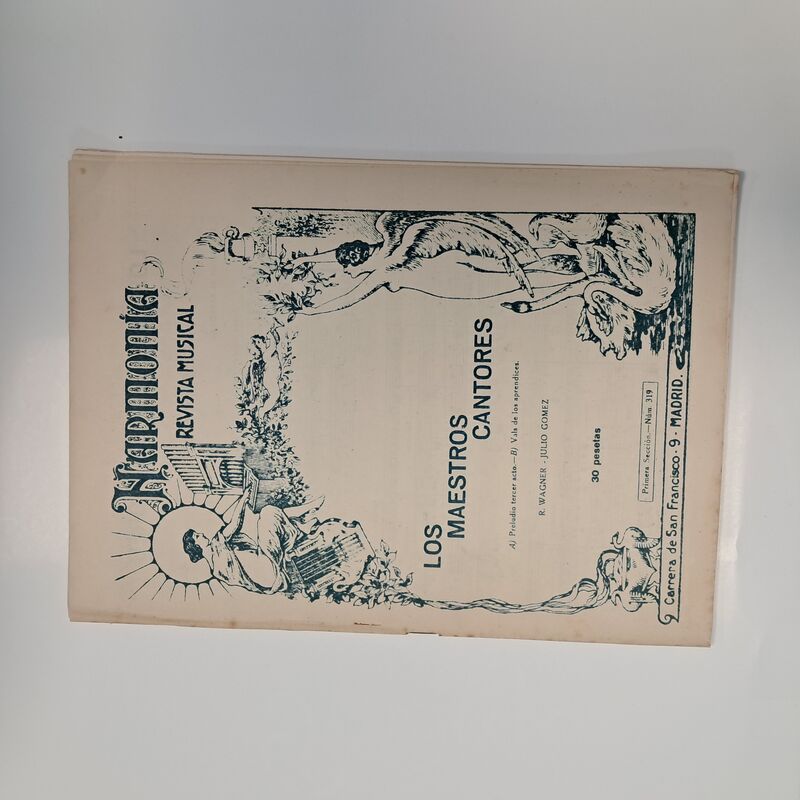 HARMONIA
REVISTA MUSICAL
LOS
MAESTROS
CANTORES
A) Preludio tercer acto.—B) Vals de los aprendices.
R. WAGNER - JULIO GOMEZ
30 pesetas
Primera Sección.—Núm 319
Carrera de San Francisco · 9 - MADRID.